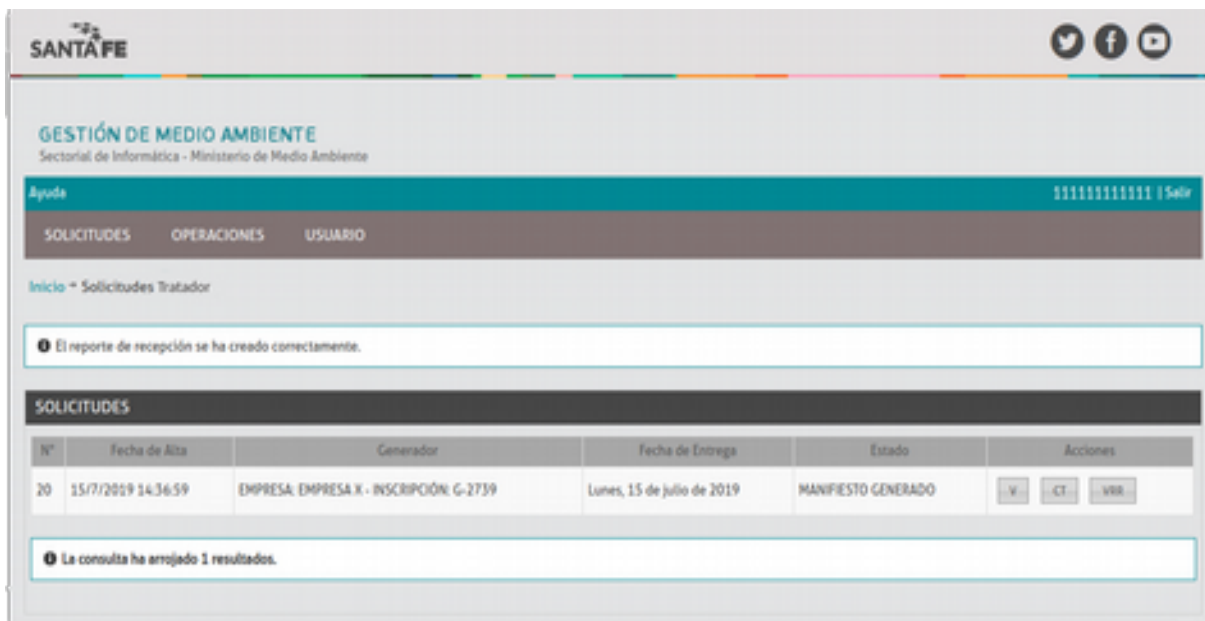 SANTA FE
GESTIÓN DE MEDIO AMBIENTE
Sectorial de Informática - Ministerio de Medio Ambiente
Ayuda 111111111111 | Salir
SOLICITUDES OPERACIONES USUARIO
Inicio → Solicitudes Tratador
El reporte de recepción se ha creado correctamente.
SOLICITUDES
N° Fecha de Alta Generador Fecha de Entrega Estado Acciones
20 15/7/2019 14:36:59 EMPRESA: EMPRESA X - INSCRIPCIÓN: G-2739 Lunes, 15 de julio de 2019 MANIFIESTO GENERADO V CT VRR
La consulta ha arrojado 1 resultados.